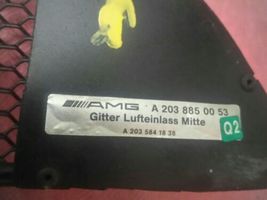 AMG A 203 885 00 53
Gitter Lufteinlass Mitte
A 203 584 18 38
Q2